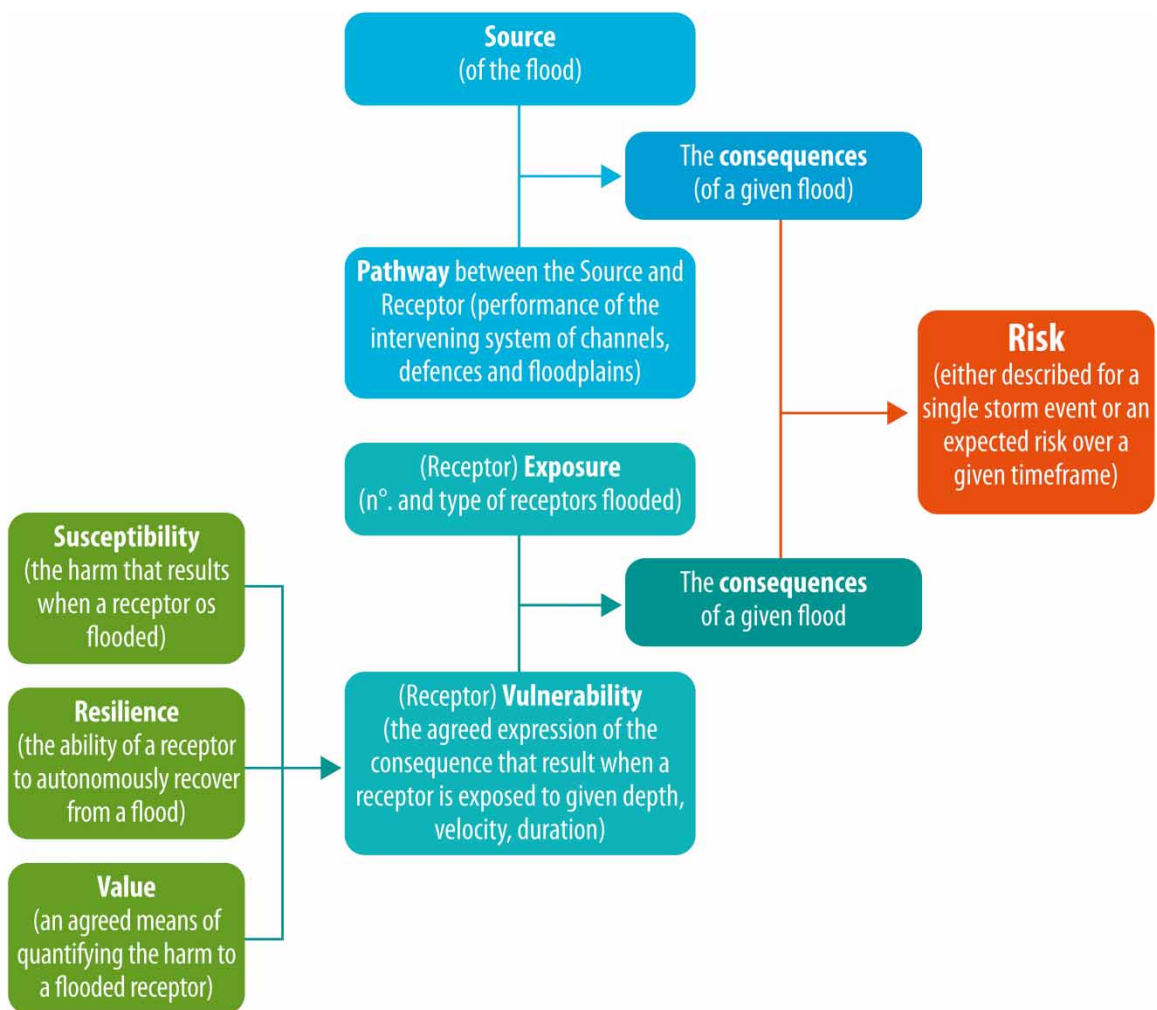 Source
(of the flood)
The consequences
(of a given flood)
Pathway between the Source and
Receptor (performance of the
intervening system of channels,
defences and floodplains)
Risk
(either described for a
single storm event or an
expected risk over a
given timeframe)
(Receptor) Exposure
(n°. and type of receptors flooded)
Susceptibility
(the harm that results
when a receptor os
flooded)
The consequences
of a given flood
Resilience
(the ability of a receptor
to autonomously recover
from a flood)
(Receptor) Vulnerability
(the agreed expression of the
consequence that result when a
receptor is exposed to given depth,
velocity, duration)
Value
(an agreed means of
quantifying the harm to
a flooded receptor)